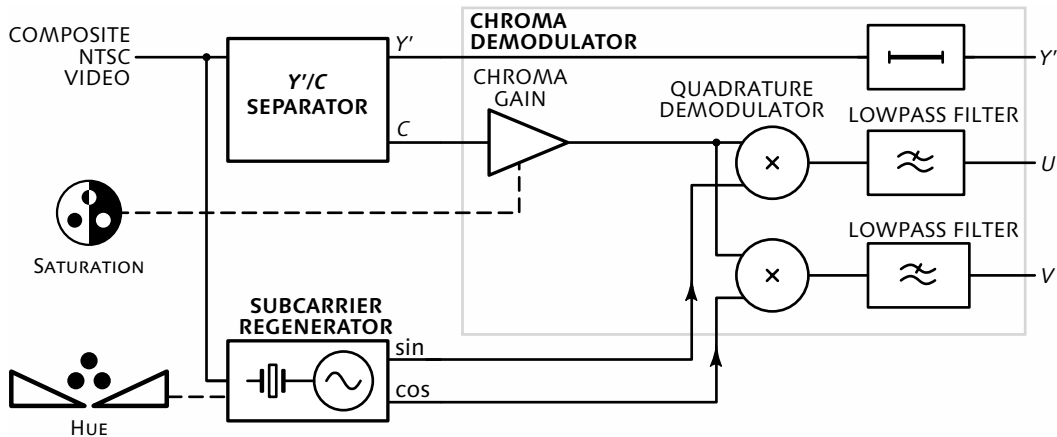 COMPOSITE
NTSC
VIDEO
Y'/C
SEPARATOR
Y'
C
CHROMA
DEMODULATOR
CHROMA
GAIN
QUADRATURE
DEMODULATOR
×
×
LOWPASS FILTER
LOWPASS FILTER
Y'
U
V
SATURATION
SUBCARRIER
REGENERATOR
sin
cos
HUE